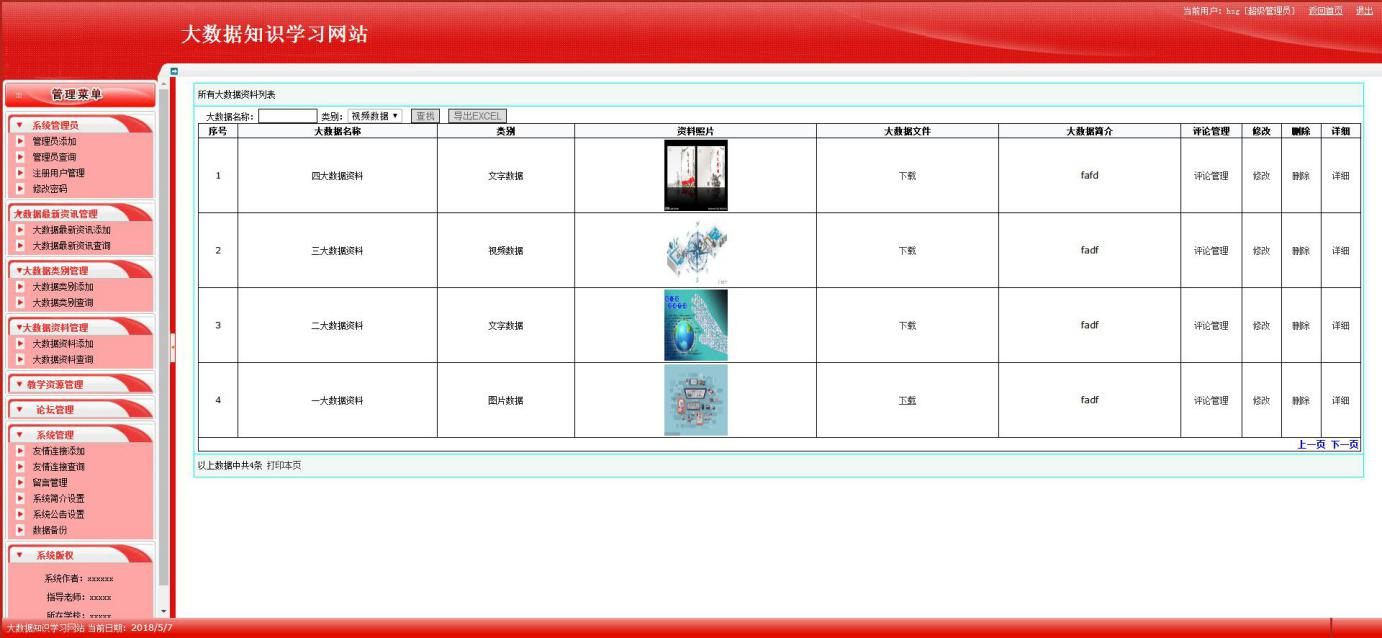 当前用户：hsg [超级管理员] 返回首页 退出
大数据知识学习网站
管理菜单
系统管理员
管理员添加
管理员查询
注册用户管理
修改密码
大数据最新资讯管理
大数据最新资讯添加
大数据最新资讯查询
大数据类别管理
大数据类别添加
大数据类别查询
大数据资料管理
大数据资料添加
大数据资料查询
教学资源管理
论坛管理
系统管理
友情连接添加
友情连接查询
留言管理
系统简介设置
系统公告设置
数据备份
系统版权
系统作者：xxxxxx
指导老师：xxxxx
所在学校：xxxxx
所有大数据资料列表
大数据名称： 类别：视频数据 查找 导出EXCEL
序号 大数据名称 类别 资料照片 大数据文件 大数据简介 评论管理 修改 删除 详细
1 四大数据资料 文字数据 下载 fafd 评论管理 修改 删除 详细
2 三大数据资料 视频数据 下载 fadf 评论管理 修改 删除 详细
3 二大数据资料 文字数据 下载 fadf 评论管理 修改 删除 详细
4 一大数据资料 图片数据 下载 fadf 评论管理 修改 删除 详细
上一页 下一页
以上数据中共4条 打印本页
大数据知识学习网站 当前日期：2018/5/7